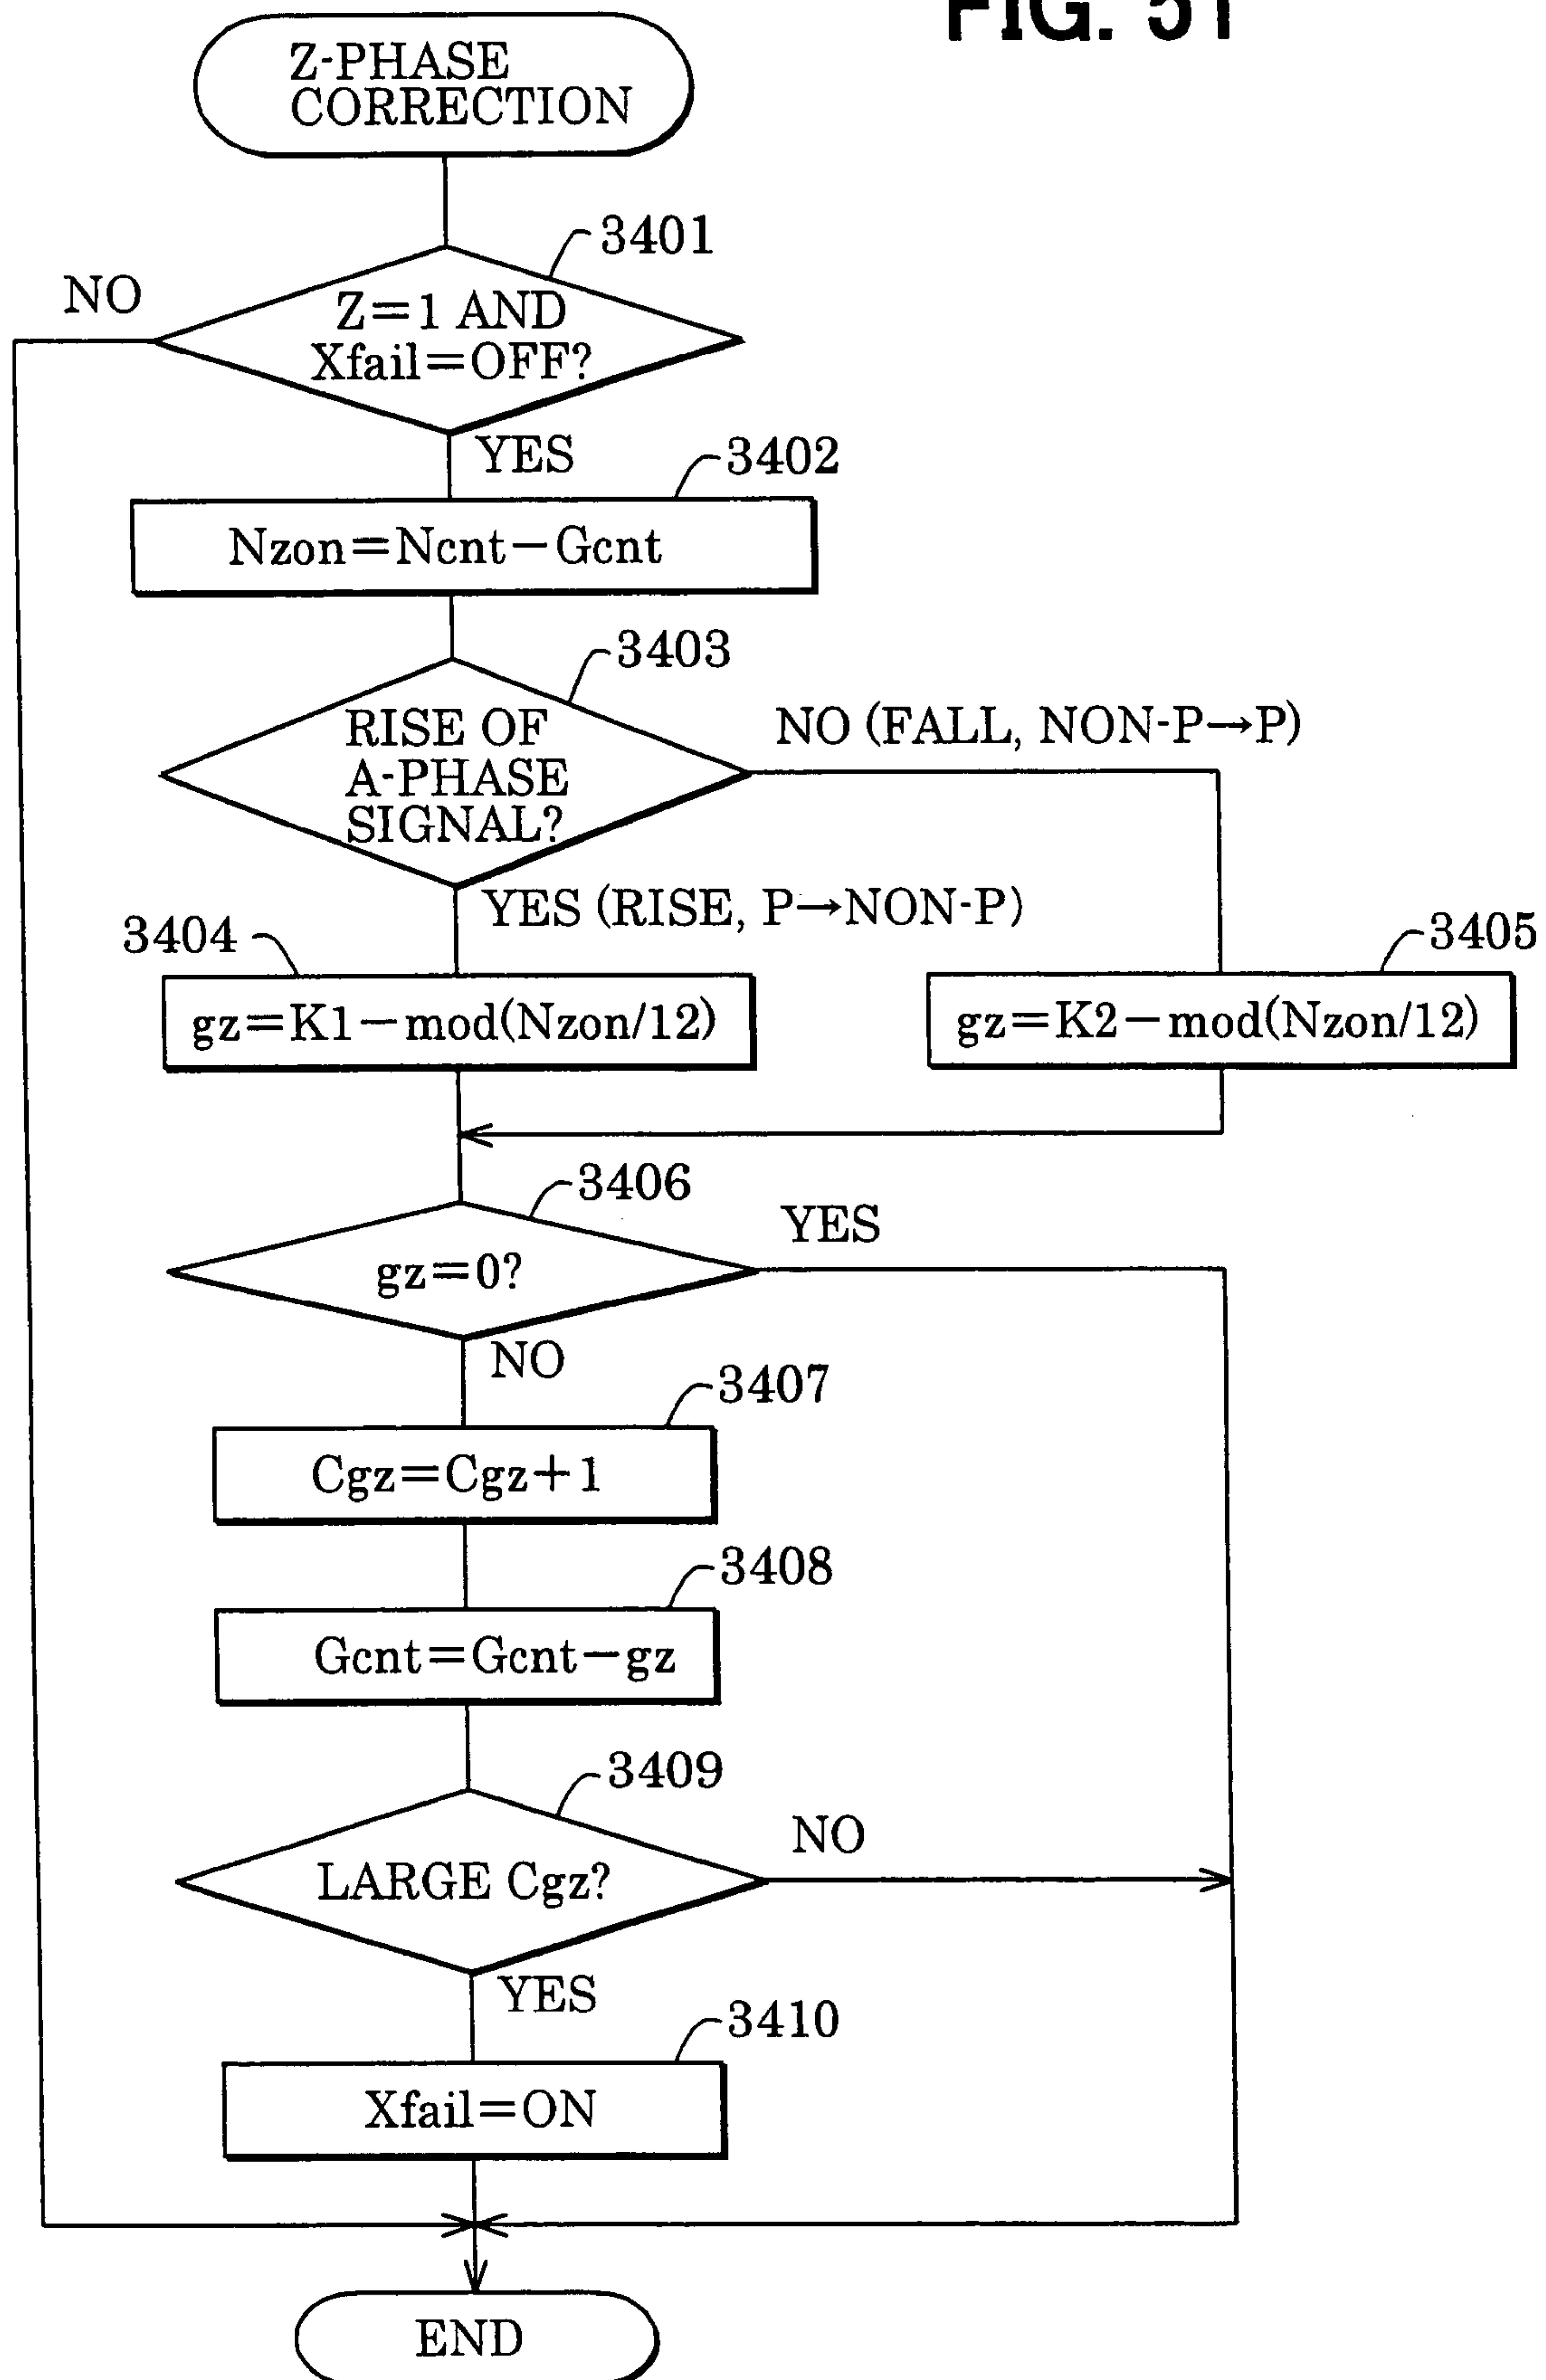 FIG. 51
Z-PHASE
CORRECTION
3401
NO
Z=1 AND
Xfail=OFF?
YES
3402
Nzon=Ncnt-Gcnt
3403
RISE OF
A-PHASE
SIGNAL?
NO (FALL, NON-P→P)
YES (RISE, P→NON-P)
3404
3405
gz=K1-mod(Nzon/12)
gz=K2-mod(Nzon/12)
3406
YES
gz=0?
NO
3407
Cgz=Cgz+1
3408
Gcnt=Gcnt-gz
3409
NO
LARGE Cgz?
YES
3410
Xfail=ON
END